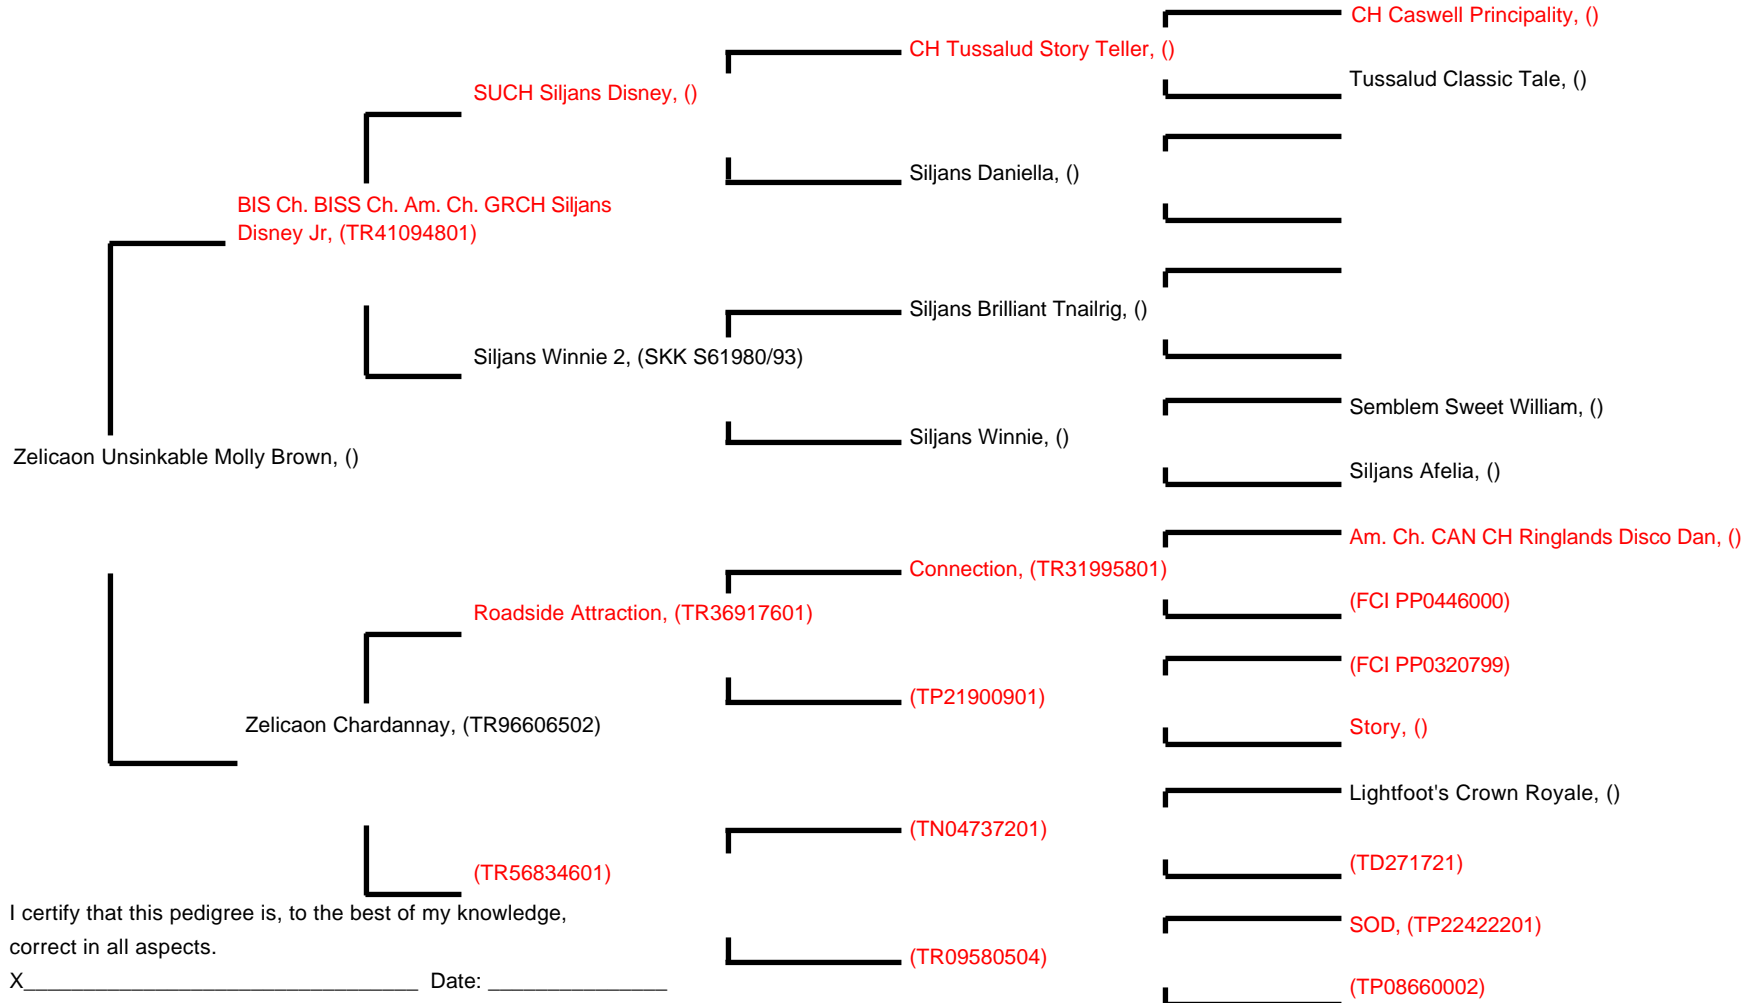 CH Caswell Principality, ()
CH Tussalud Story Teller, ()
Tussalud Classic Tale, ()
SUCH Siljans Disney, ()
Siljans Daniella, ()
BIS Ch. BISS Ch. Am. Ch. GRCH Siljans
Disney Jr, (TR41094801)
Siljans Brilliant Tnailrig, ()
Siljans Winnie 2, (SKK S61980/93)
Semblem Sweet William, ()
Siljans Winnie, ()
Siljans Afelia, ()
Zelicaon Unsinkable Molly Brown, ()
Am. Ch. CAN CH Ringlands Disco Dan, ()
Connection, (TR31995801)
(FCI PP0446000)
Roadside Attraction, (TR36917601)
(FCI PP0320799)
(TP21900901)
Story, ()
Zelicaon Chardannay, (TR96606502)
Lightfoot's Crown Royale, ()
(TN04737201)
(TD271721)
(TR56834601)
SOD, (TP22422201)
(TR09580504)
(TP08660002)
I certify that this pedigree is, to the best of my knowledge,
correct in all aspects.
X_________________________________ Date: _______________